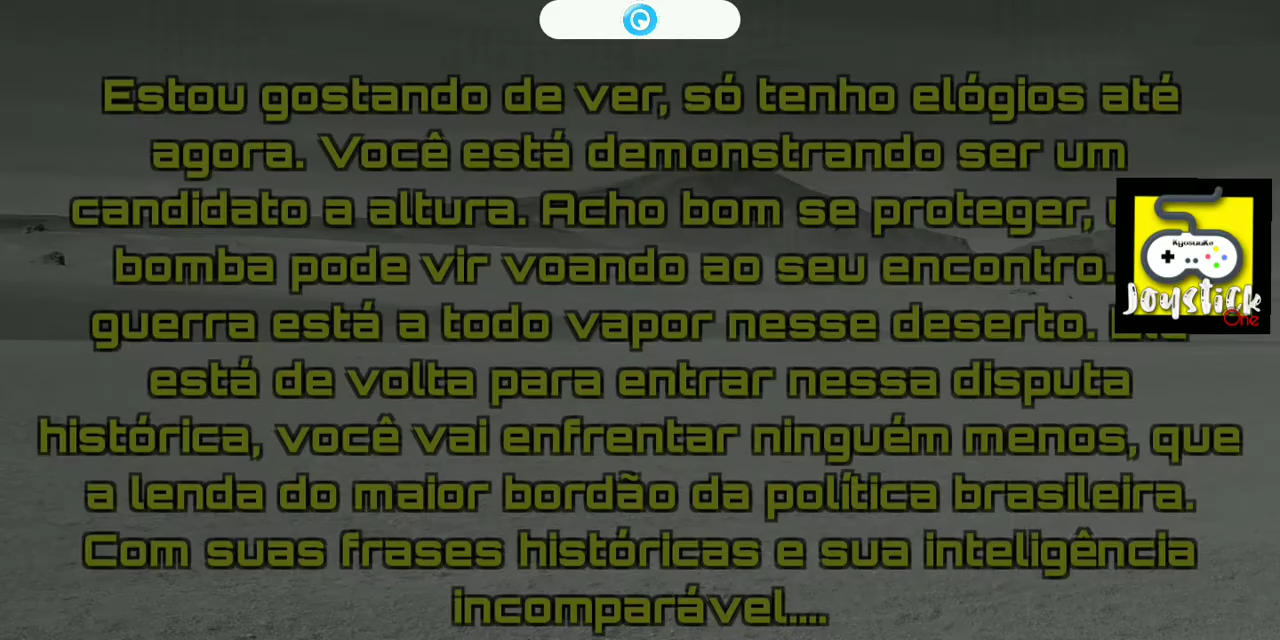 Estou gostando de ver, só tenho elógios até
agora. Você está demonstrando ser um
candidato a altura. Acho bom se proteger,
bomba pode vir voando ao seu encontro.
guerra está a todo vapor nesse deserto.
está de volta para entrar nessa disputa
histórica, você vai enfrentar ninguém menos, que
a lenda do maior bordão da política brasileira.
Com suas frases históricas e sua inteligência
incomparável....
Kyosuuke
Joystick
One